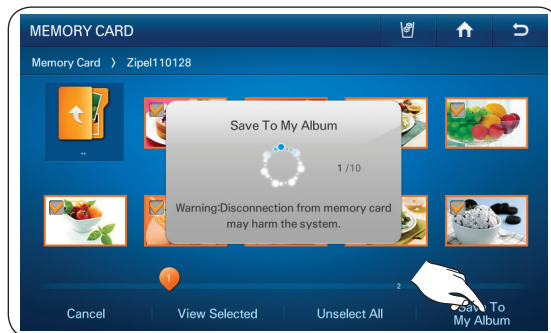 MEMORY CARD
Memory Card 〉 Zipel110128
..
Save To My Album
1 /10
Warning:Disconnection from memory card
may harm the system.
1
2
Cancel
View Selected
Unselect All
Save To
My Album